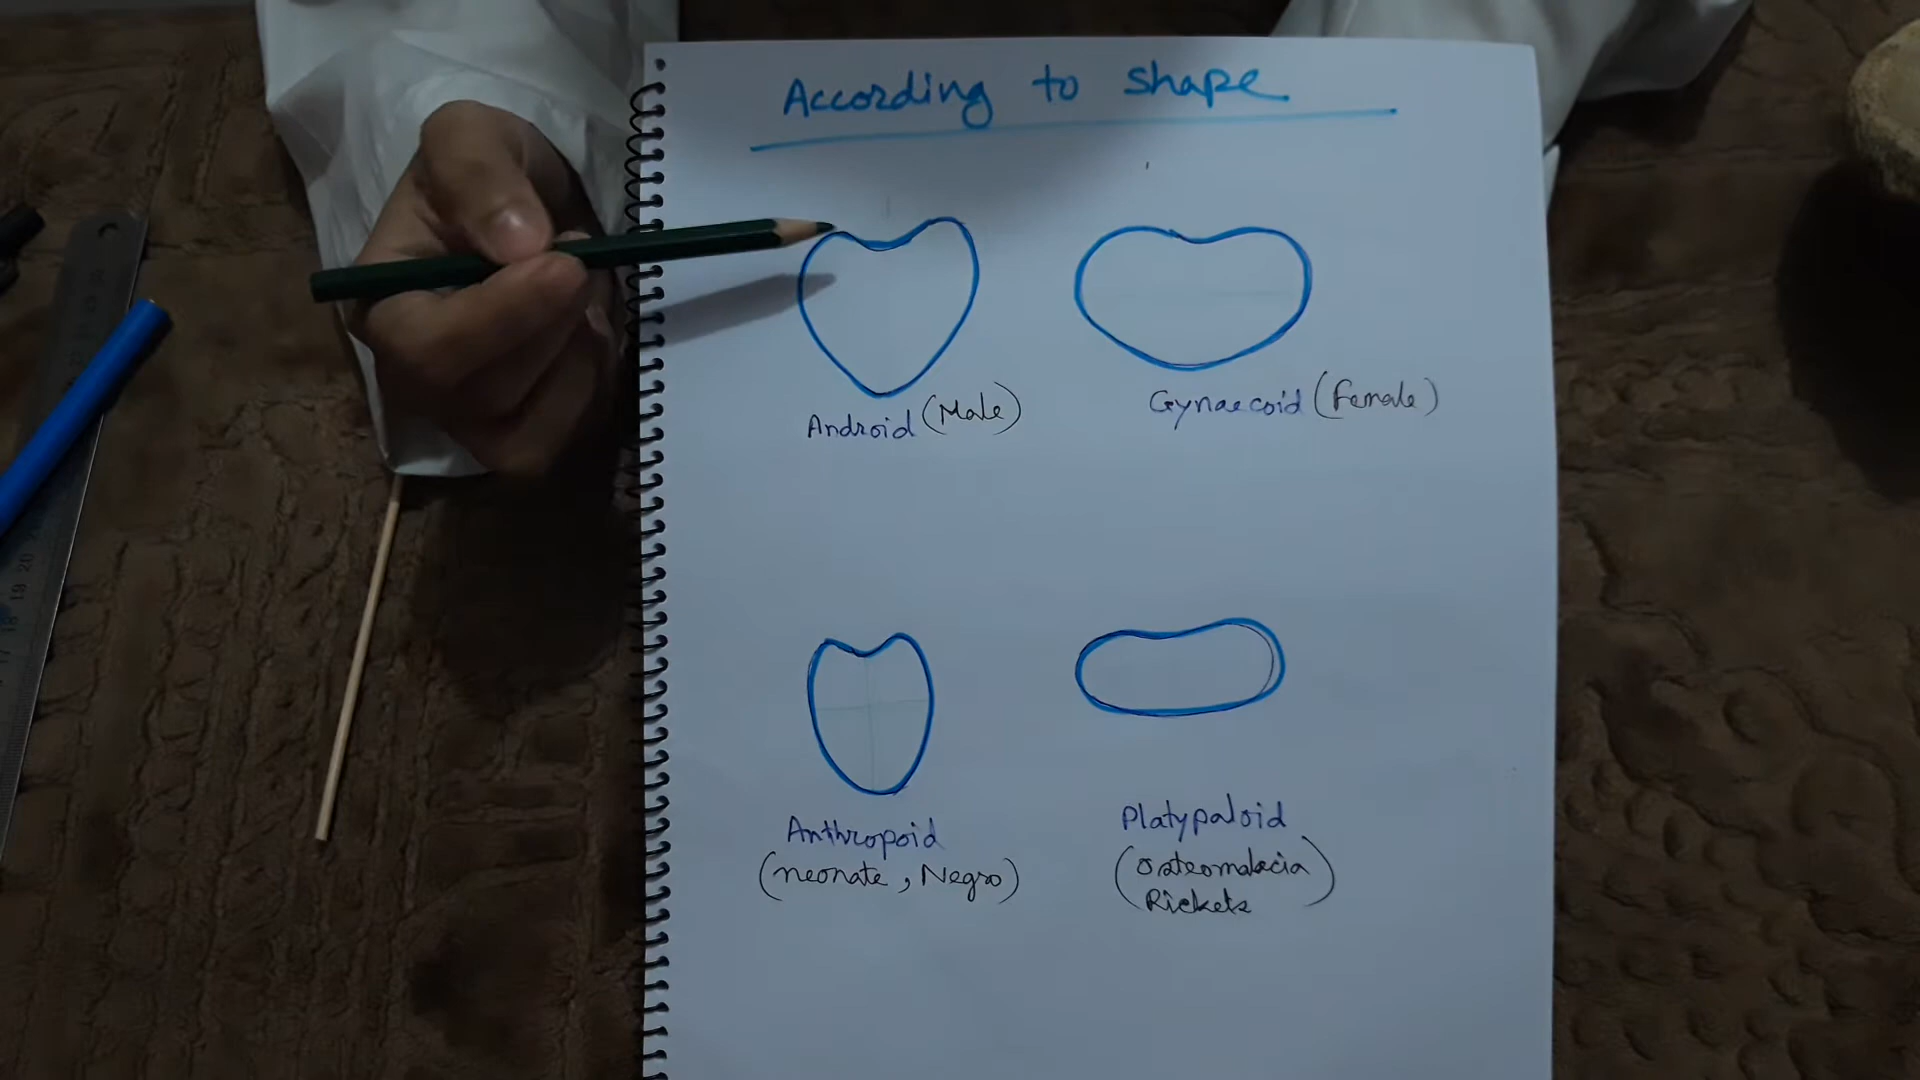 According to shape
Android (Male)
Gynaecoid (Female)
Anthropoid
(neonate, Negro)
Platypaloid
(Osteomalacia
Rickets)